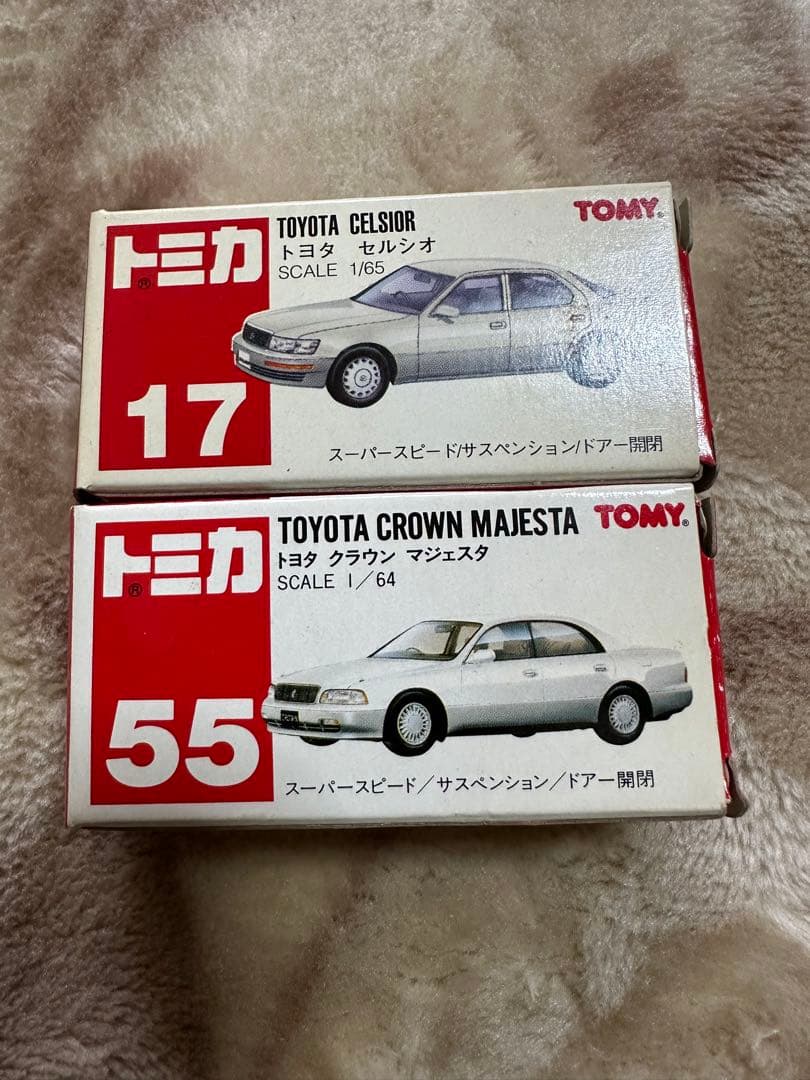 トミカ®
17
TOYOTA CELSIOR
トヨタ セルシオ
SCALE 1/65
TOMY®
スーパースピード/サスペンション/ドアー開閉
トミカ®
55
TOYOTA CROWN MAJESTA
トヨタ クラウン マジェスタ
SCALE 1/64
TOMY®
スーパースピード/サスペンション/ドアー開閉